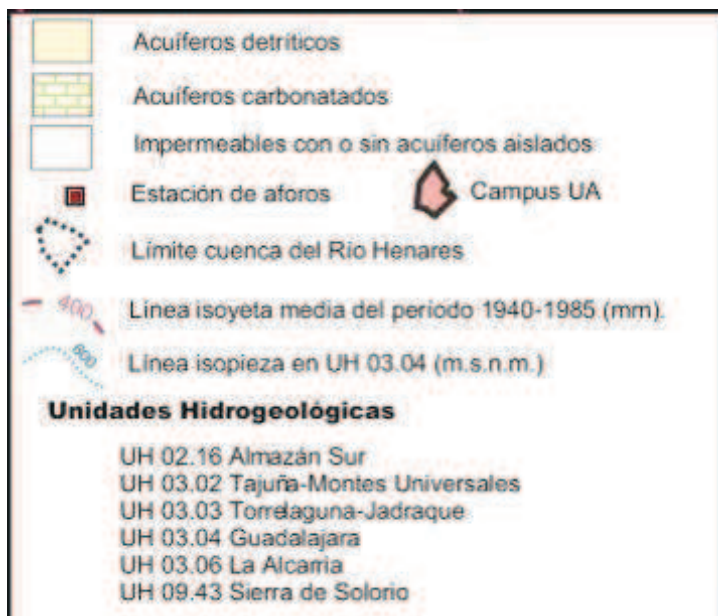 Acuíferos detríticos
Acuíferos carbonatados
Impermeables con o sin acuíferos aislados
Estación de aforos Campus UA
Límite cuenca del Río Henares
400 Línea isoyeta media del periodo 1940-1985 (mm).
600 Línea isopieza en UH 03.04 (m.s.n.m.)
Unidades Hidrogeológicas
UH 02.16 Almazán Sur
UH 03.02 Tajuña-Montes Universales
UH 03.03 Torrelaguna-Jadraque
UH 03.04 Guadalajara
UH 03.06 La Alcarria
UH 09.43 Sierra de Solorio